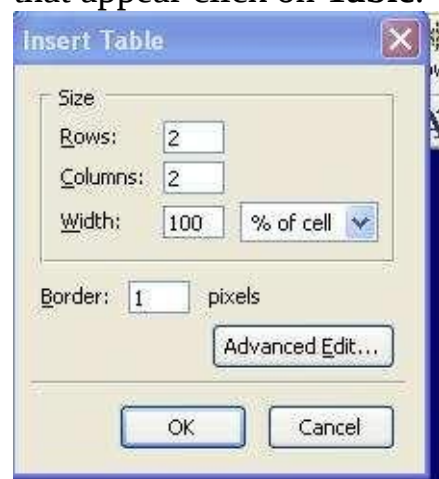 that appear click on Table.
Insert Table
Size
Rows: 2
Columns: 2
Width: 100 % of cell
Border: 1 pixels
Advanced Edit...
OK Cancel